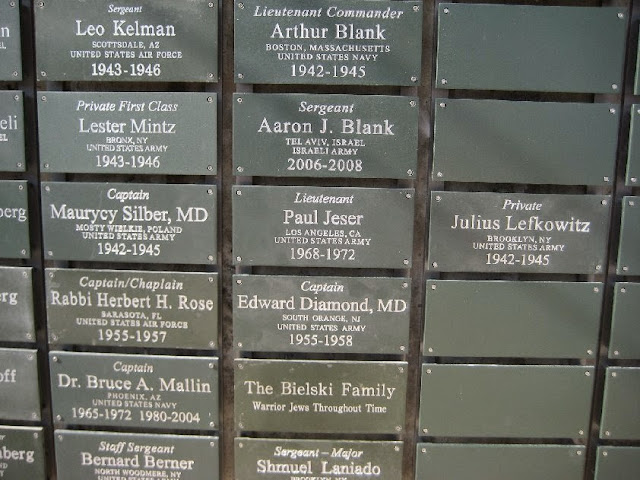 Sergeant
Leo Kelman
SCOTTSDALE, AZ
UNITED STATES AIR FORCE
1943-1946
Private First Class
Lester Mintz
BRONX, NY
UNITED STATES ARMY
1943-1946
Captain
Maurycy Silber, MD
MOSTY WIELKIE, POLAND
UNITED STATES ARMY
1942-1945
Captain/Chaplain
Rabbi Herbert H. Rose
SARASOTA, FL
UNITED STATES AIR FORCE
1955-1957
Captain
Dr. Bruce A. Mallin
PHOENIX, AZ
UNITED STATES NAVY
1965-1972 1980-2004
Staff Sergeant
Bernard Berner
NORTH WOODMERE, NY
Lieutenant Commander
Arthur Blank
BOSTON, MASSACHUSETTS
UNITED STATES NAVY
1942-1945
Sergeant
Aaron J. Blank
TEL AVIV, ISRAEL
ISRAELI ARMY
2006-2008
Lieutenant
Paul Jeser
LOS ANGELES, CA
UNITED STATES ARMY
1968-1972
Captain
Edward Diamond, MD
SOUTH ORANGE, NJ
UNITED STATES ARMY
1955-1958
The Bielski Family
Warrior Jews Throughout Time
Sergeant – Major
Shmuel Laniado
BROOKLYN, NY
Private
Julius Lefkowitz
BROOKLYN, NY
UNITED STATES ARMY
1942-1945